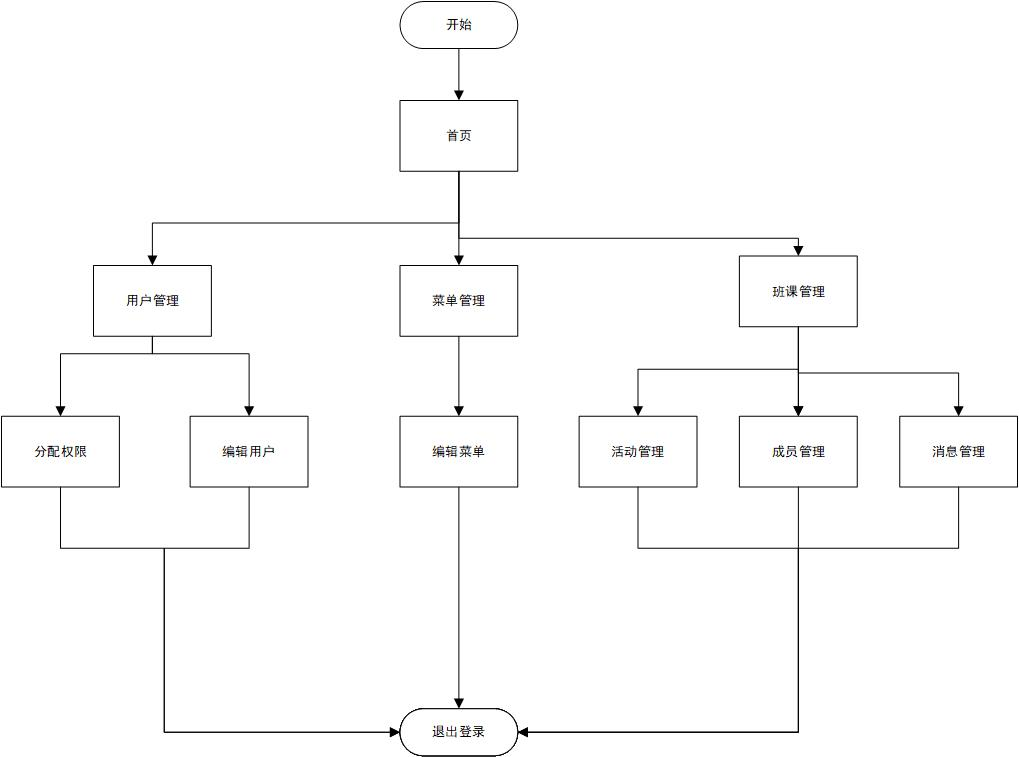 开始
首页
用户管理
菜单管理
班课管理
分配权限
编辑用户
编辑菜单
活动管理
成员管理
消息管理
退出登录